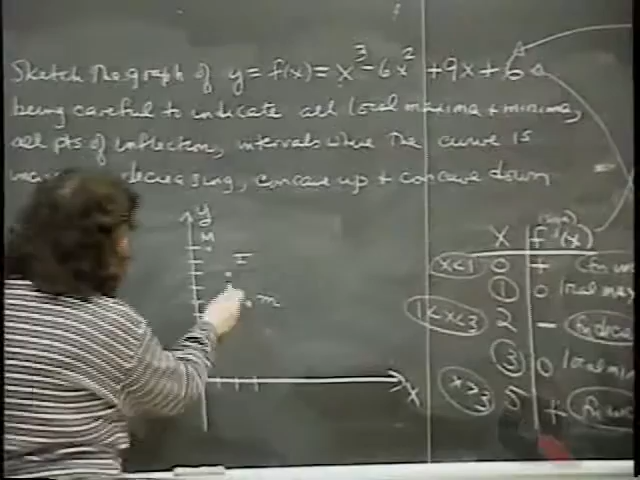 Sketch the graph of y = f(x) = x³ - 6x² + 9x + 6
being careful to indicate all local maxima + minima,
all pts of inflection, intervals where the curve is
decreasing, concave up + concave down
y
M
I
m
x
x f'(x)
x<1 0 +
1 0 local max
1<x<3 2 -
3 0 local min
x>3 5 +